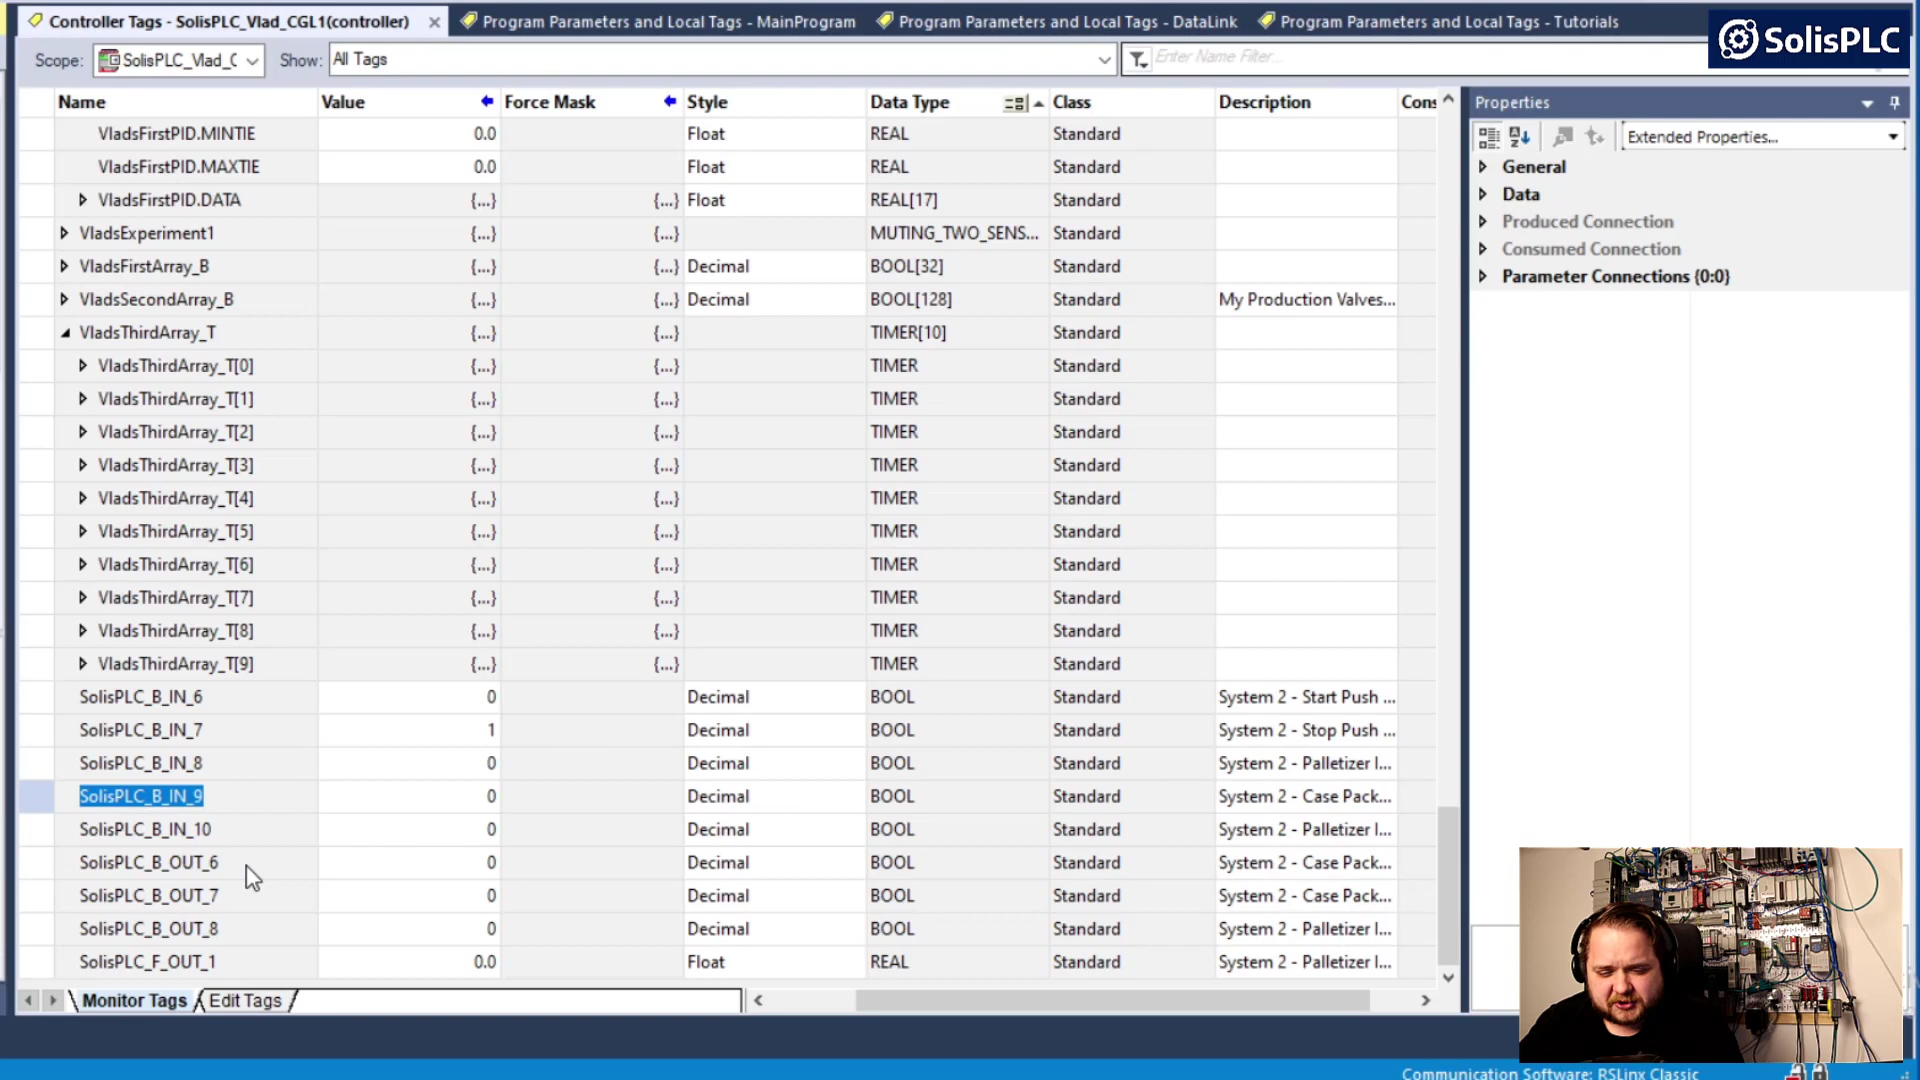 Controller Tags - SolisPLC_Vlad_CGL1(controller) × Program Parameters and Local Tags - MainProgram Program Parameters and Local Tags - DataLink Program Parameters and Local Tags - Tutorials
SolisPLC
Scope: SolisPLC_Vlad_C Show: All Tags Enter Name Filter...
Name Value Force Mask Style Data Type Class Description Cons
VladsFirstPID.MINTIE 0.0 Float REAL Standard
VladsFirstPID.MAXTIE 0.0 Float REAL Standard
VladsFirstPID.DATA {...} {...} Float REAL[17] Standard
VladsExperiment1 {...} {...} MUTING_TWO_SENS... Standard
VladsFirstArray_B {...} {...} Decimal BOOL[32] Standard
VladsSecondArray_B {...} {...} Decimal BOOL[128] Standard My Production Valves...
VladsThirdArray_T {...} {...} TIMER[10] Standard
VladsThirdArray_T[0] {...} {...} TIMER Standard
VladsThirdArray_T[1] {...} {...} TIMER Standard
VladsThirdArray_T[2] {...} {...} TIMER Standard
VladsThirdArray_T[3] {...} {...} TIMER Standard
VladsThirdArray_T[4] {...} {...} TIMER Standard
VladsThirdArray_T[5] {...} {...} TIMER Standard
VladsThirdArray_T[6] {...} {...} TIMER Standard
VladsThirdArray_T[7] {...} {...} TIMER Standard
VladsThirdArray_T[8] {...} {...} TIMER Standard
VladsThirdArray_T[9] {...} {...} TIMER Standard
SolisPLC_B_IN_6 0 Decimal BOOL Standard System 2 - Start Push ...
SolisPLC_B_IN_7 1 Decimal BOOL Standard System 2 - Stop Push ...
SolisPLC_B_IN_8 0 Decimal BOOL Standard System 2 - Palletizer I...
SolisPLC_B_IN_9 0 Decimal BOOL Standard System 2 - Case Pack...
SolisPLC_B_IN_10 0 Decimal BOOL Standard System 2 - Palletizer I...
SolisPLC_B_OUT_6 0 Decimal BOOL Standard System 2 - Case Pack...
SolisPLC_B_OUT_7 0 Decimal BOOL Standard System 2 - Case Pack...
SolisPLC_B_OUT_8 0 Decimal BOOL Standard System 2 - Palletizer I...
SolisPLC_F_OUT_1 0.0 Float REAL Standard System 2 - Palletizer I...
Monitor Tags Edit Tags
Properties
Extended Properties...
General
Data
Produced Connection
Consumed Connection
Parameter Connections {0:0}
Communication Software: RSLinx Classic